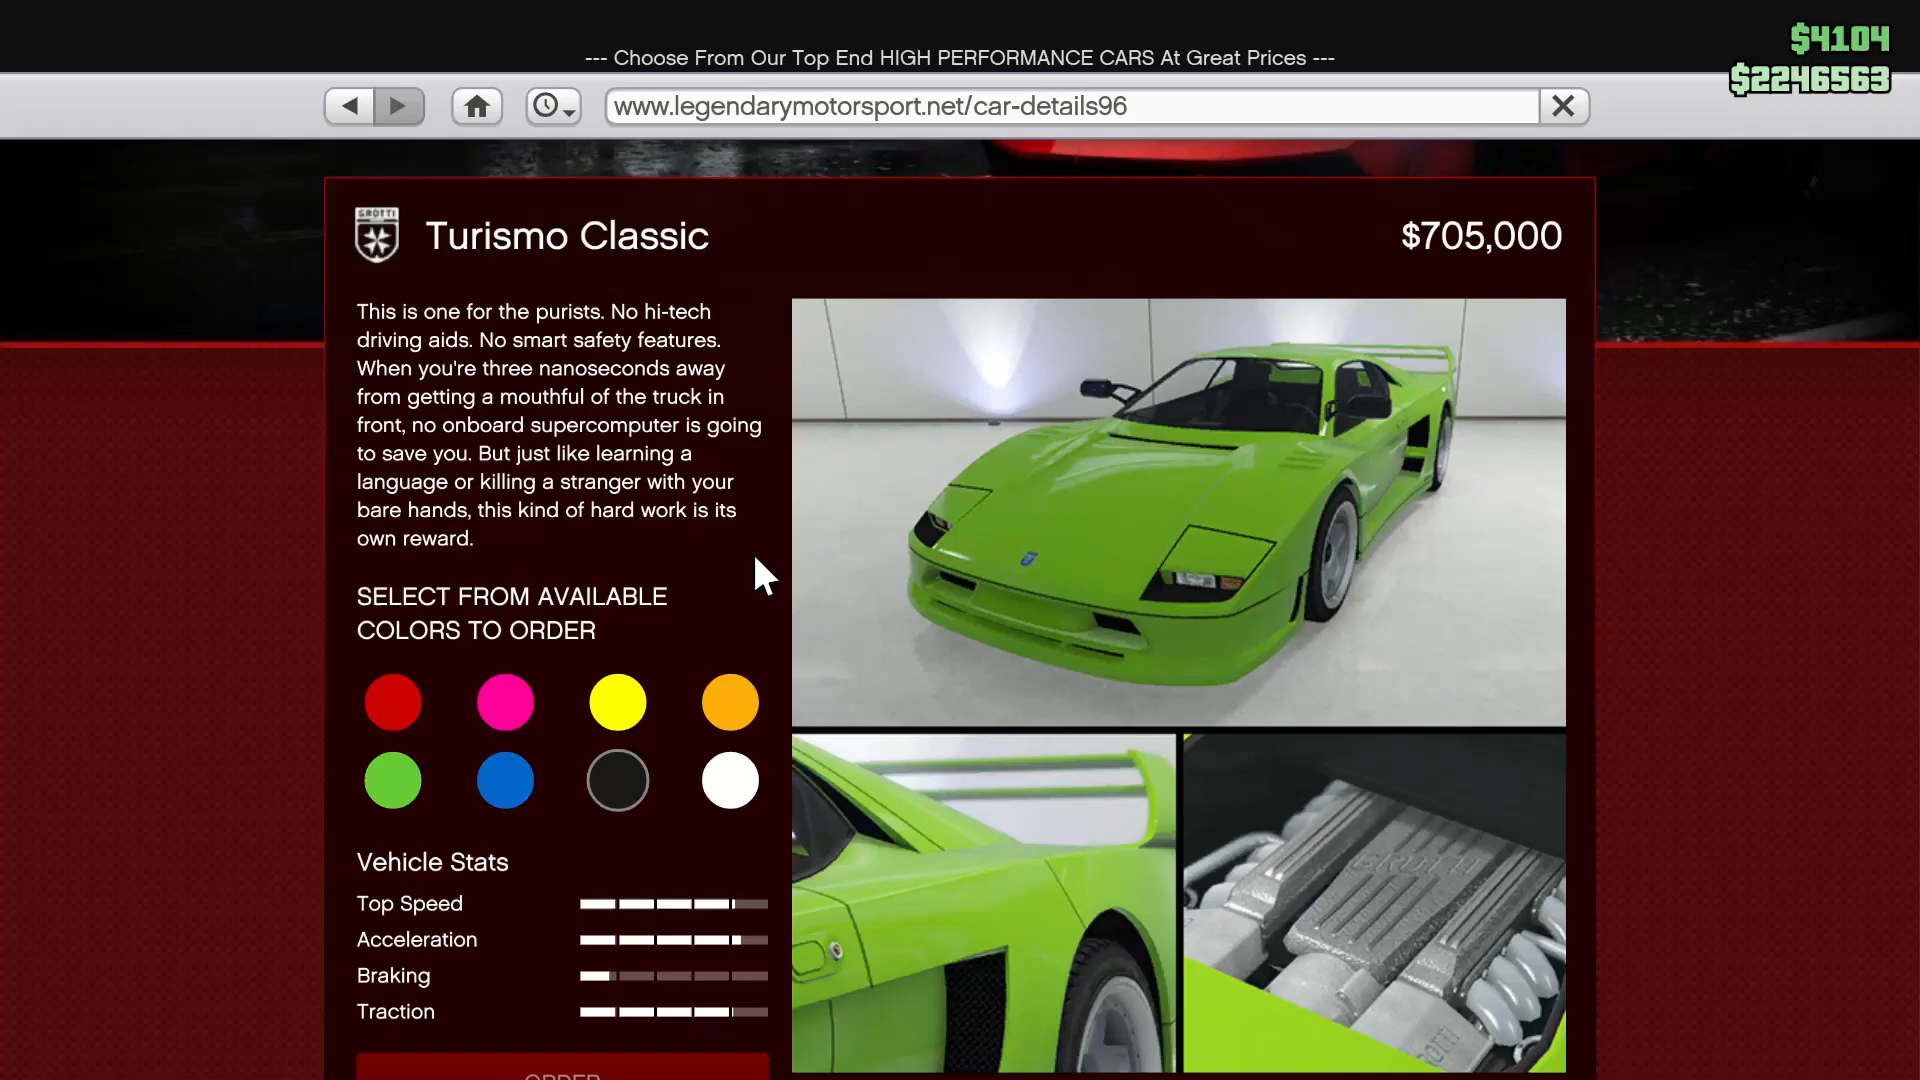 $4104
--- Choose From Our Top End HIGH PERFORMANCE CARS At Great Prices ---
$2246563
www.legendarymotorsport.net/car-details96
GROTTI
Turismo Classic
$705,000
This is one for the purists. No hi-tech
driving aids. No smart safety features.
When you're three nanoseconds away
from getting a mouthful of the truck in
front, no onboard supercomputer is going
to save you. But just like learning a
language or killing a stranger with your
bare hands, this kind of hard work is its
own reward.
SELECT FROM AVAILABLE
COLORS TO ORDER
Vehicle Stats
Top Speed
Acceleration
Braking
Traction
ORDER
GROTTI